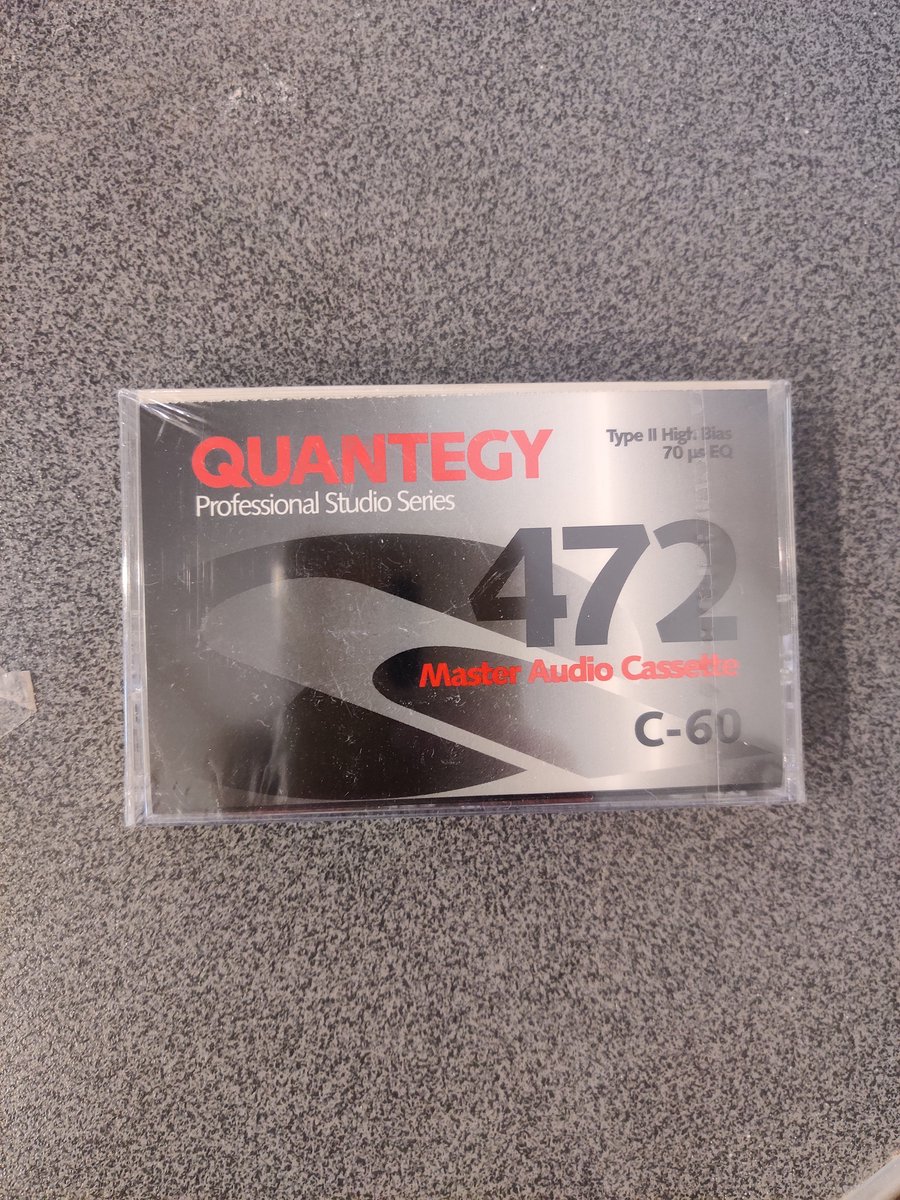 QUANTEGY
Professional Studio Series
Type II High Bias
70 µs EQ
472
Master Audio Cassette
C-60